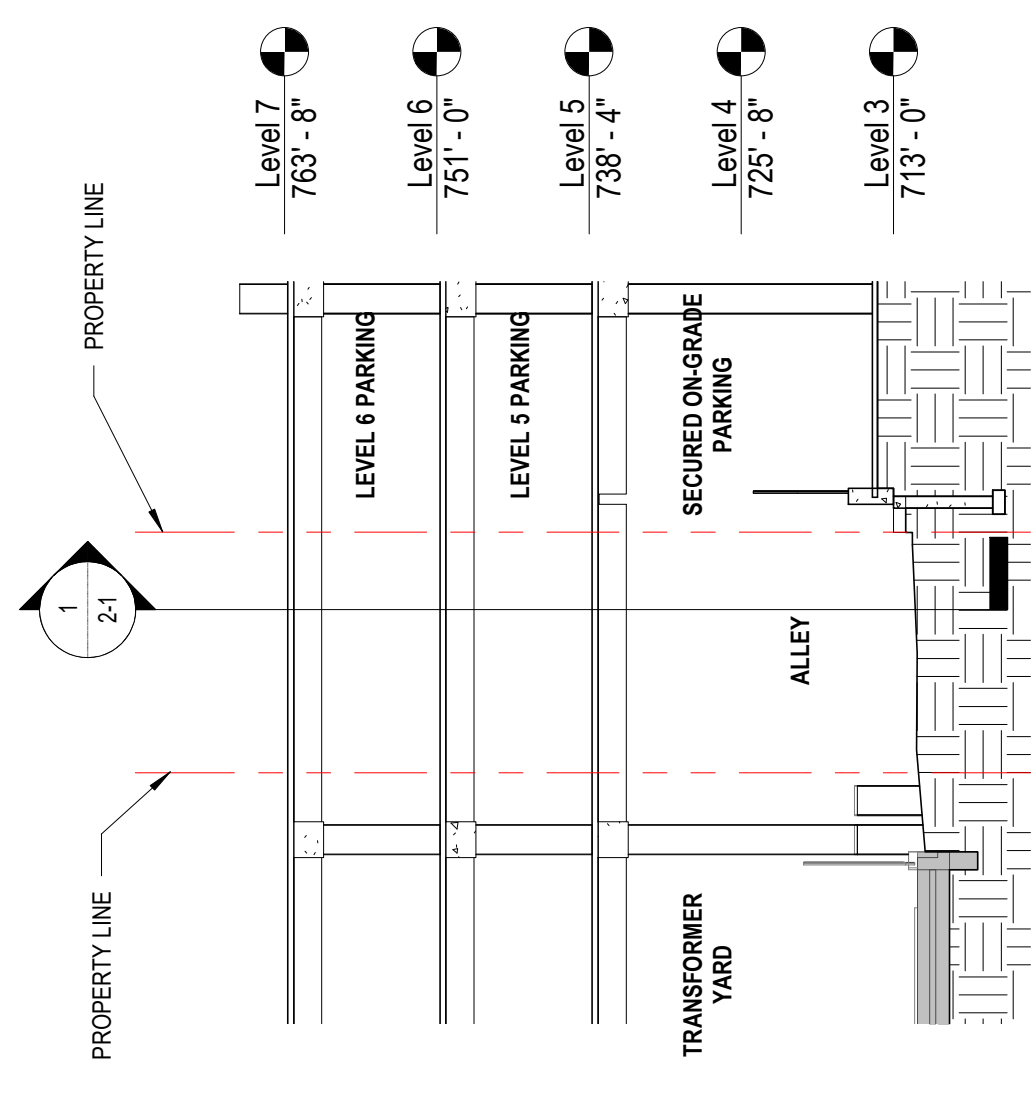 PROPERTY LINE
PROPERTY LINE
1
2-1
Level 7
763' - 8"
Level 6
751' - 0"
Level 5
738' - 4"
Level 4
725' - 8"
Level 3
713' - 0"
LEVEL 6 PARKING
LEVEL 5 PARKING
SECURED ON-GRADE
PARKING
ALLEY
TRANSFORMER
YARD